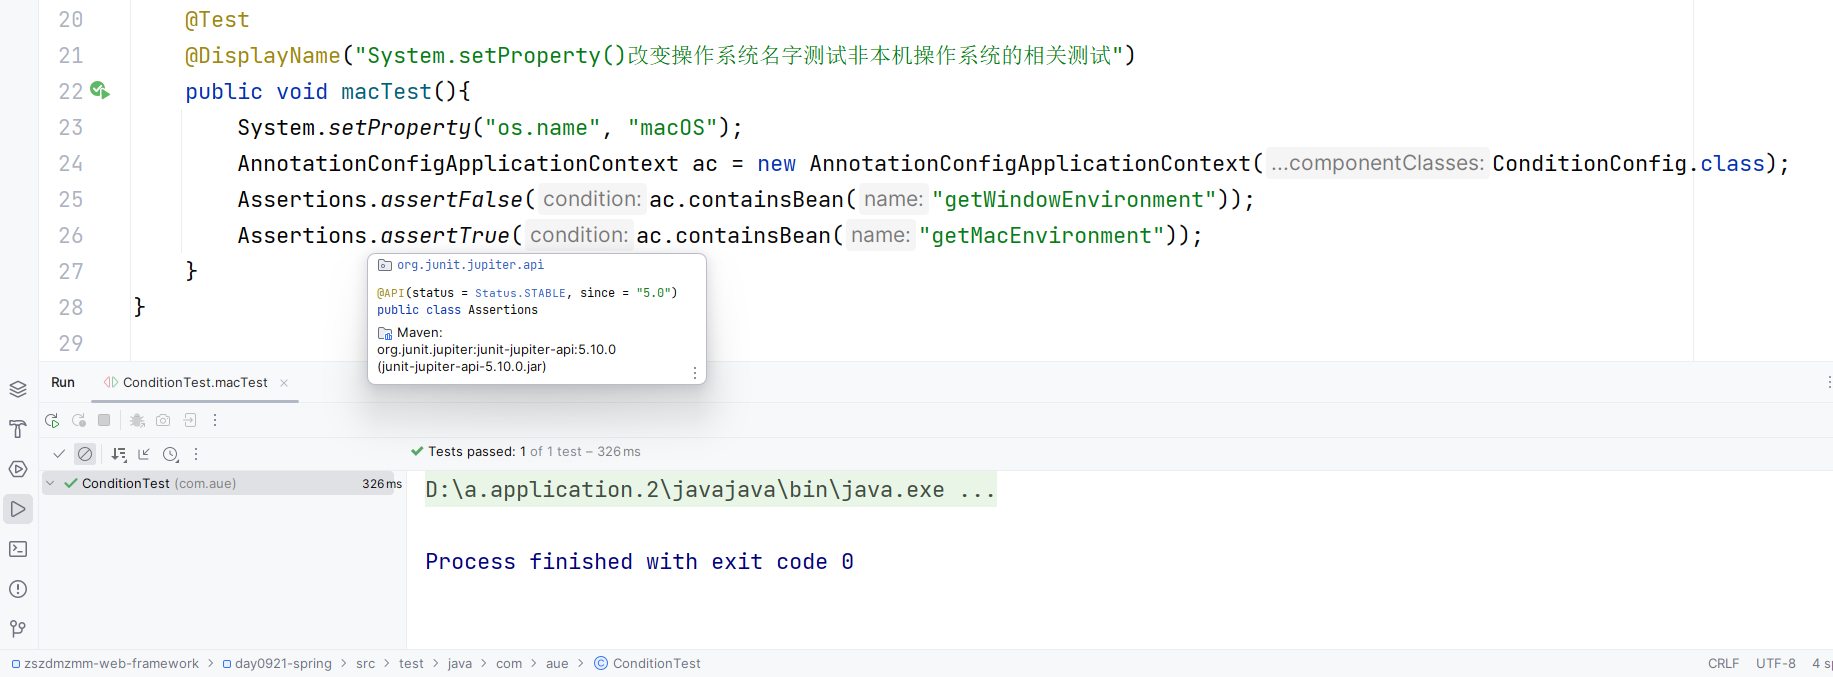 20 @Test
21 @DisplayName("System.setProperty()改变操作系统名字测试非本机操作系统的相关测试")
22 public void macTest(){
23 System.setProperty("os.name", "macOS");
24 AnnotationConfigApplicationContext ac = new AnnotationConfigApplicationContext( ...componentClasses: ConditionConfig.class);
25 Assertions.assertFalse( condition: ac.containsBean( name: "getWindowEnvironment"));
26 Assertions.assertTrue( condition: ac.containsBean( name: "getMacEnvironment"));
27 }
28 }
29
org.junit.jupiter.api
@API(status = Status.STABLE, since = "5.0")
public class Assertions
Maven:
org.junit.jupiter:junit-jupiter-api:5.10.0
(junit-jupiter-api-5.10.0.jar)
Run ConditionTest.macTest
Tests passed: 1 of 1 test – 326 ms
ConditionTest (com.aue) 326 ms
D:\a.application.2\javajava\bin\java.exe ...
Process finished with exit code 0
zszdmzmm-web-framework > day0921-spring > src > test > java > com > aue > ConditionTest
CRLF UTF-8 4 sp